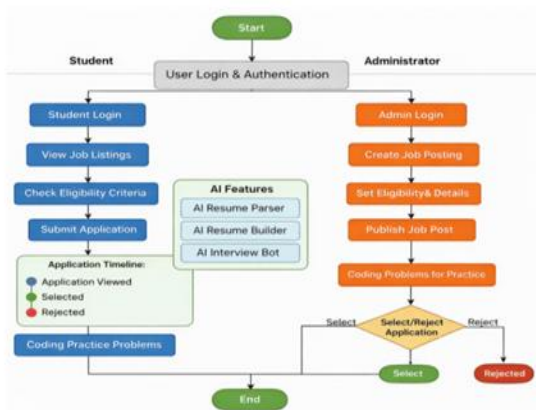 Start
Student
Administrator
User Login & Authentication
Student Login
View Job Listings
Check Eligibility Criteria
Submit Application
Application Timeline:
Application Viewed
Selected
Rejected
Coding Practice Problems
AI Features
AI Resume Parser
AI Resume Builder
AI Interview Bot
Admin Login
Create Job Posting
Set Eligibility& Details
Publish Job Post
Coding Problems for Practice
Select
Select/Reject
Application
Reject
Select
Rejected
End